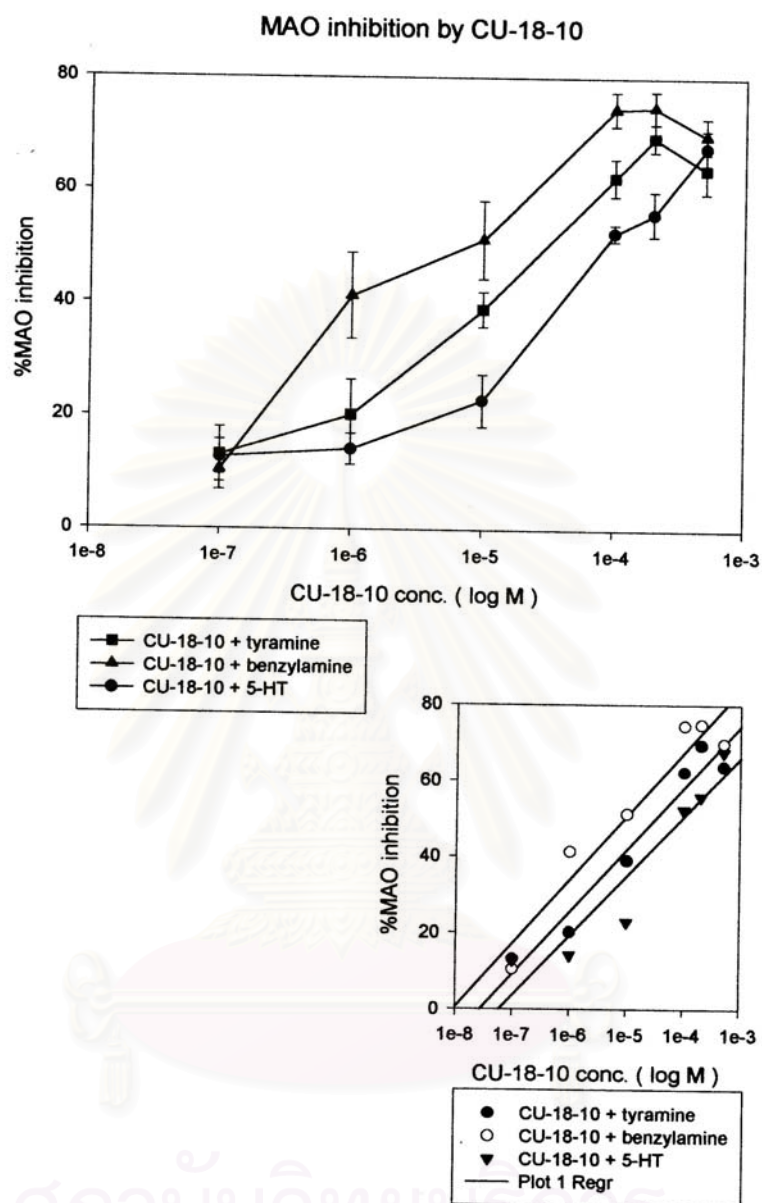 MAO inhibition by CU-18-10
80
60
40
20
0
%MAO inhibition
1e-8 1e-7 1e-6 1e-5 1e-4 1e-3
CU-18-10 conc. ( log M )
CU-18-10 + tyramine
CU-18-10 + benzylamine
CU-18-10 + 5-HT
80
60
40
20
0
%MAO inhibition
1e-8 1e-7 1e-6 1e-5 1e-4 1e-3
CU-18-10 conc. ( log M )
CU-18-10 + tyramine
CU-18-10 + benzylamine
CU-18-10 + 5-HT
Plot 1 Regr